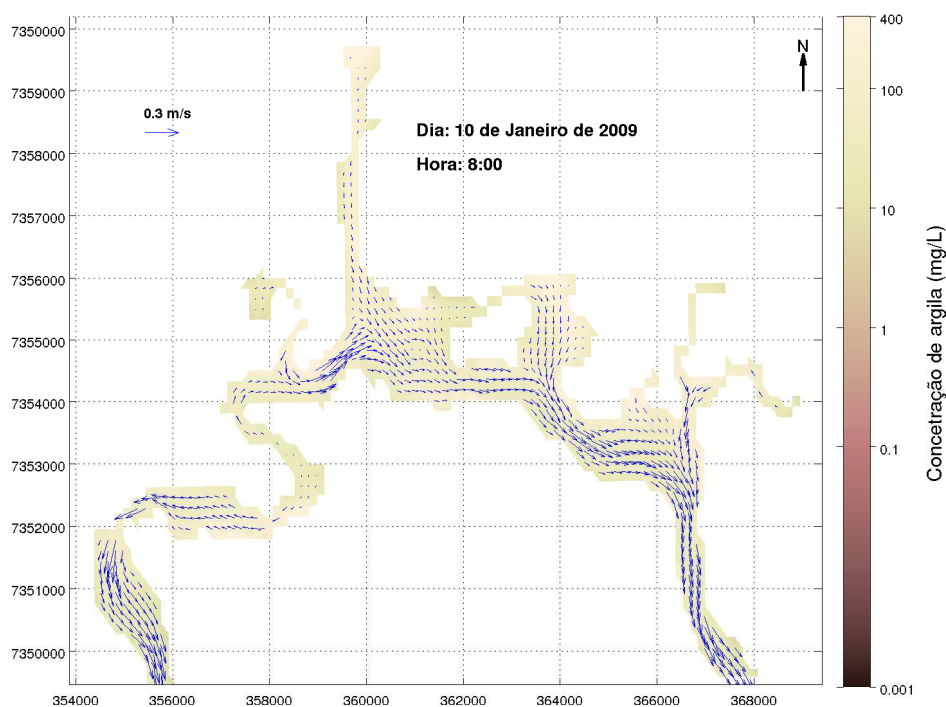 7350000
7359000
7358000
7357000
7356000
7355000
7354000
7353000
7352000
7351000
7350000
354000 356000 358000 360000 362000 364000 366000 368000
0.3 m/s
Dia: 10 de Janeiro de 2009
Hora: 8:00
N
400
100
10
1
0.1
0.001
Concetração de argila (mg/L)